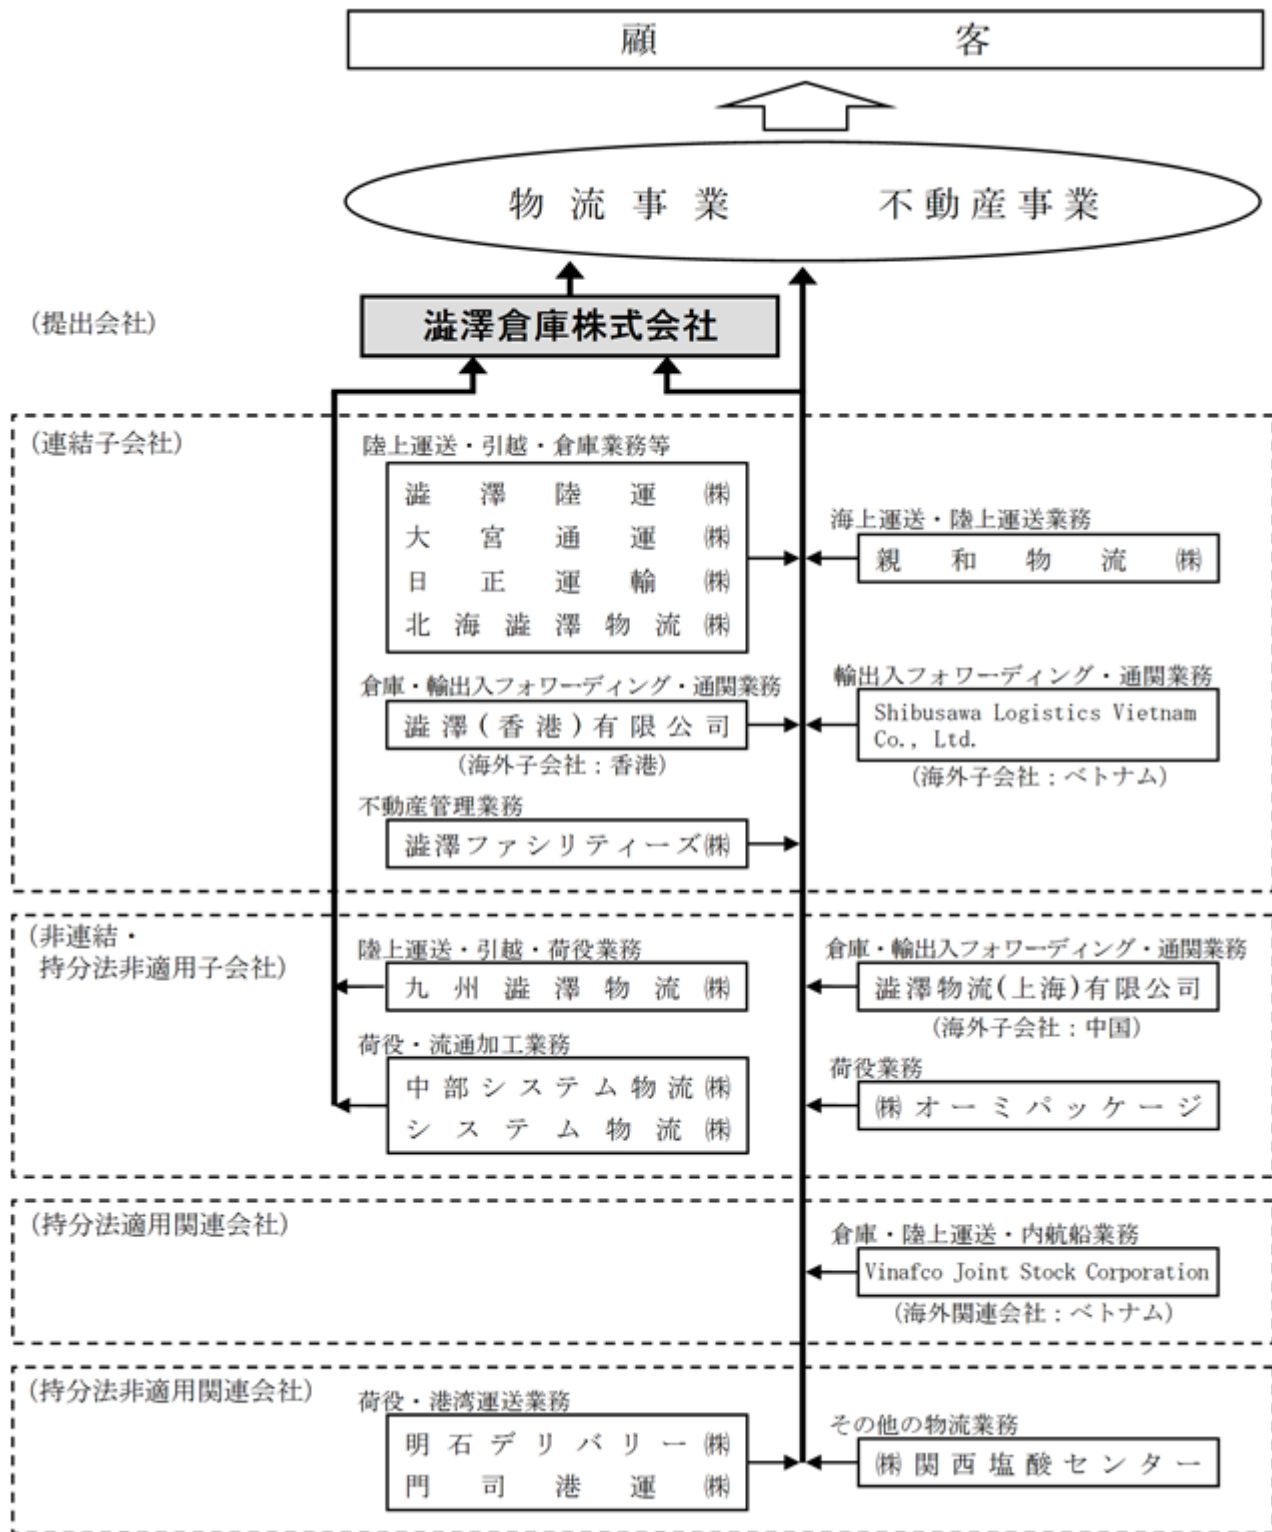 顧客
物流事業 不動産事業
(提出会社)
澁澤倉庫株式会社
(連結子会社)
陸上運送・引越・倉庫業務等
澁澤陸運㈱
大宮通運㈱
日正運輸㈱
北海澁澤物流㈱
海上運送・陸上運送業務
親和物流㈱
倉庫・輸出入フォワーディング・通関業務
澁澤(香港)有限公司
(海外子会社：香港)
輸出入フォワーディング・通関業務
Shibusawa Logistics Vietnam
Co., Ltd.
(海外子会社：ベトナム)
不動産管理業務
澁澤ファシリティーズ㈱
(非連結・
持分法非適用子会社)
陸上運送・引越・荷役業務
九州澁澤物流㈱
倉庫・輸出入フォワーディング・通関業務
澁澤物流(上海)有限公司
(海外子会社：中国)
荷役・流通加工業務
中部システム物流㈱
システム物流㈱
荷役業務
㈱オーミパッケージ
(持分法適用関連会社)
倉庫・陸上運送・内航船業務
Vinafco Joint Stock Corporation
(海外関連会社：ベトナム)
(持分法非適用関連会社)
荷役・港湾運送業務
明石デリバリー㈱
門司港運㈱
その他の物流業務
㈱関西塩酸センター